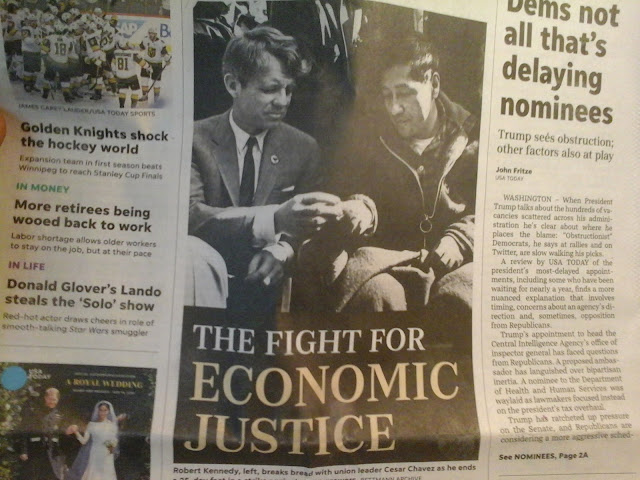 JAMES CAREY LAUDER/USA TODAY SPORTS
Golden Knights shock
the hockey world
Expansion team in first season beats
Winnipeg to reach Stanley Cup Finals
IN MONEY
More retirees being
wooed back to work
Labor shortage allows older workers
to stay on the job, but at their pace
IN LIFE
Donald Glover's Lando
steals the 'Solo' show
Red-hot actor draws cheers in role of
smooth-talking Star Wars smuggler
USA TODAY
A ROYAL WEDDING
THE FIGHT FOR
ECONOMIC
JUSTICE
Robert Kennedy, left, breaks bread with union leader Cesar Chavez as he ends
Dems not
all that's
delaying
nominees
Trump sees obstruction;
other factors also at play
John Fritze
USA TODAY
WASHINGTON – When President
Trump talks about the hundreds of va-
cancies scattered across his admini-
stration he's clear about where he
places the blame: "Obstructionist"
Democrats, he says at rallies and on
Twitter, are slow walking his picks.
A review by USA TODAY of the
president's most-delayed appoint-
ments, including some who have been
waiting for nearly a year, finds a more
nuanced explanation that involves
timing, concerns about an agency's di-
rection and, sometimes, opposition
from Republicans.
Trump's appointment to head the
Central Intelligence Agency's office of
inspector general has faced questions
from Republicans. A proposed ambas-
sador has languished over bipartisan
inertia. A nominee to the Department
of Health and Human Services was
waylaid as lawmakers focused instead
on the president's tax overhaul.
Trump has ratcheted up pressure
on the Senate, and Republicans are
considering a more aggressive sched-
See NOMINEES, Page 2A